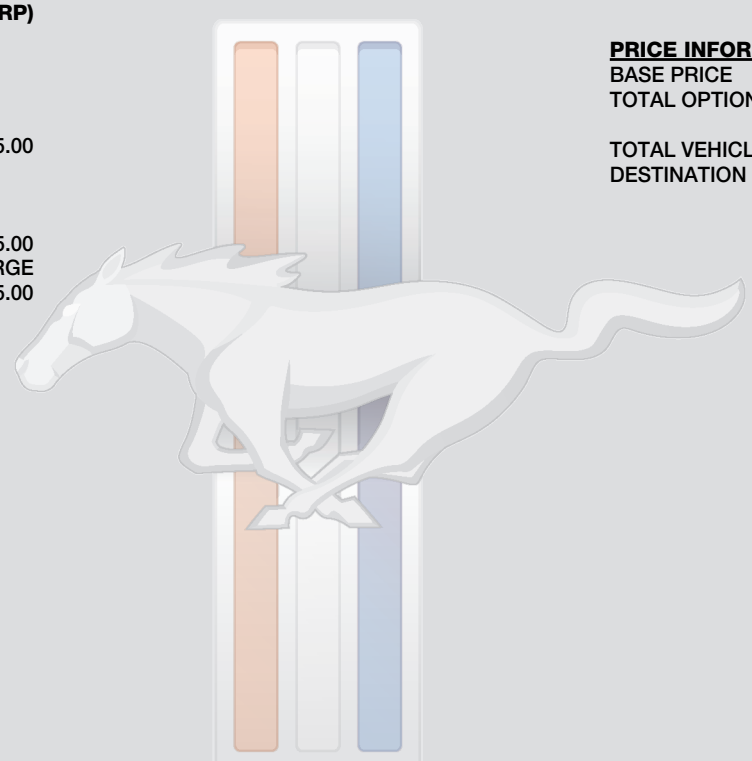 RP)
5.00
5.00
RGE
5.00
PRICE INFOR
BASE PRICE
TOTAL OPTION
TOTAL VEHICL
DESTINATION